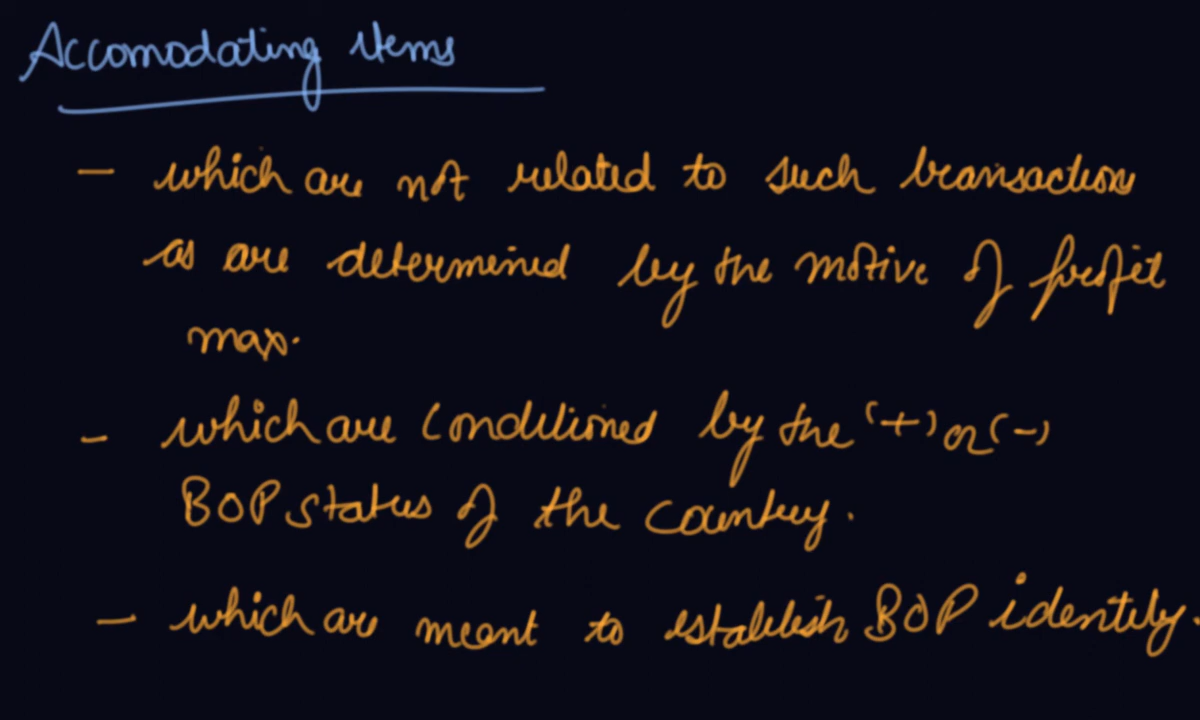 Accomodating items
- which are not related to such transaction
as are determined by the motive of profit
max.
- which are conditioned by the (+) or (-)
BOP status of the country.
- which are meant to establish BOP identity.